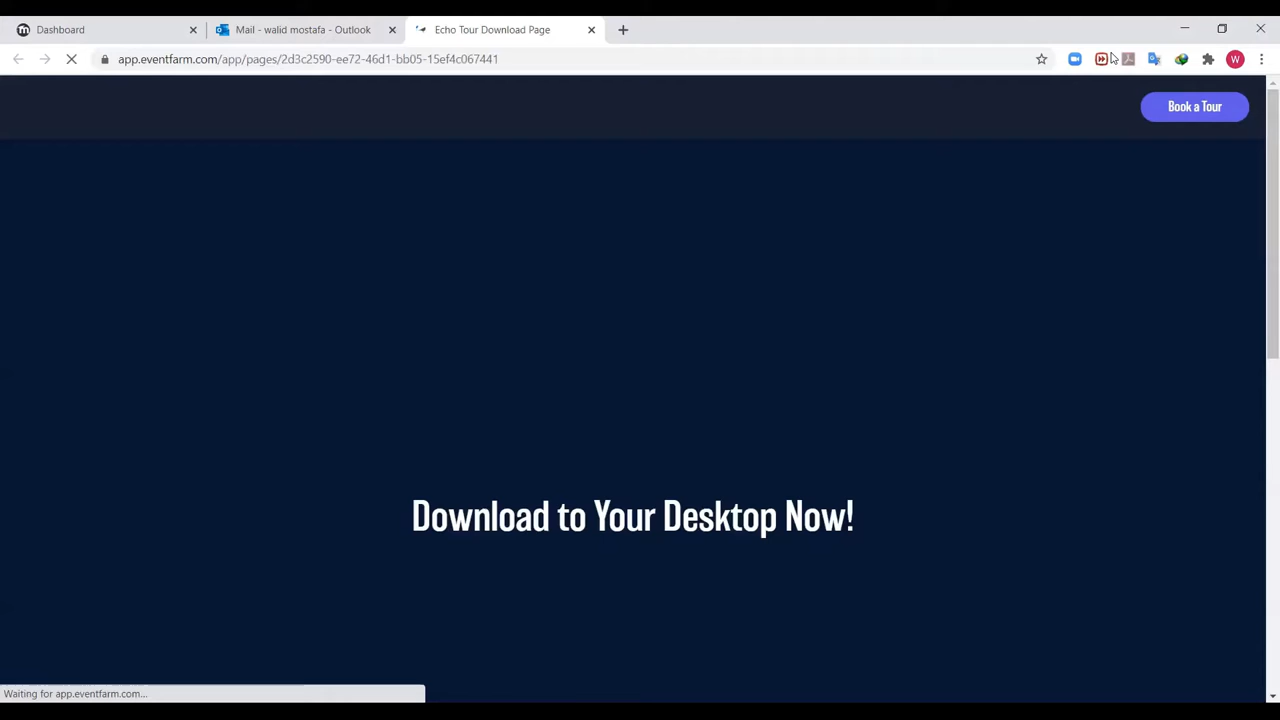 Dashboard
Mail - walid mostafa - Outlook
Echo Tour Download Page
app.eventfarm.com/app/pages/2d3c2590-ee72-46d1-bb05-15ef4c067441
W
Book a Tour
Download to Your Desktop Now!
Waiting for app.eventfarm.com...